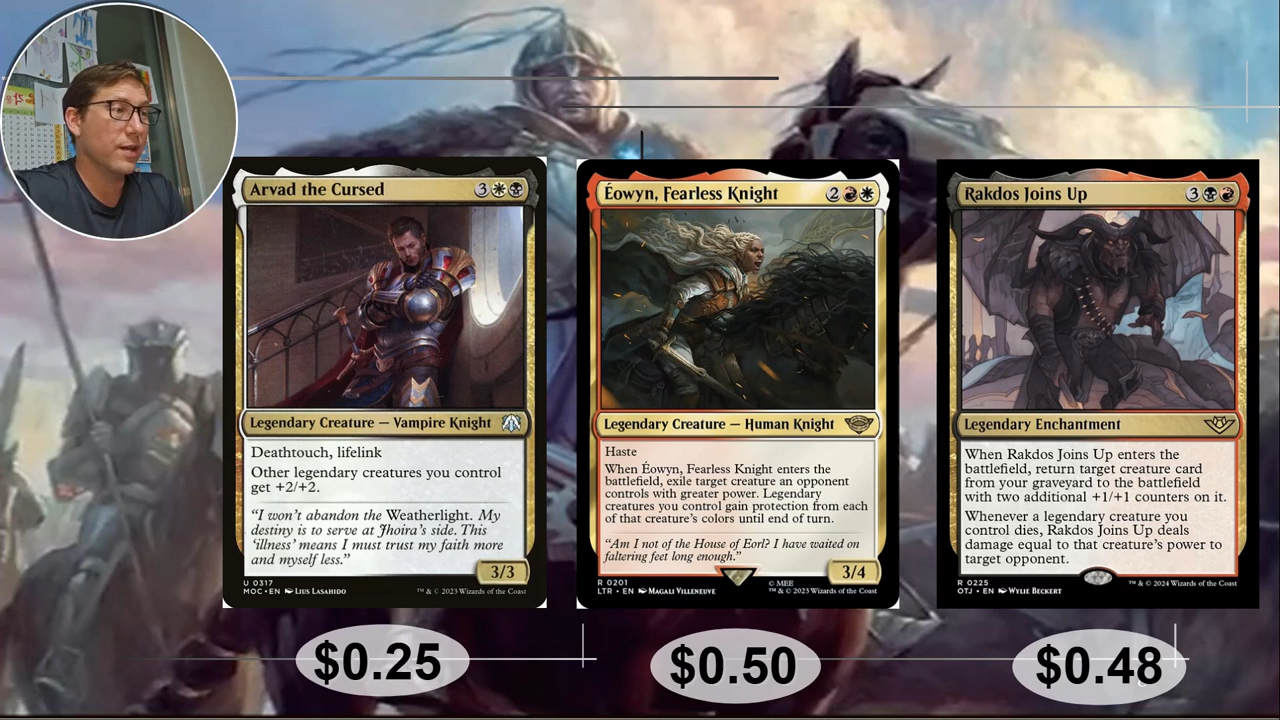 Arvad the Cursed 3
Legendary Creature — Vampire Knight
Deathtouch, lifelink
Other legendary creatures you control
get +2/+2.
“I won’t abandon the Weatherlight. My
destiny is to serve at Jhoira’s side. This
‘illness’ means I must trust my faith more
and myself less.”
3/3
U 0317
MOC • EN Lius Lasahido
™ & © 2023 Wizards of the Coast
$0.25
Éowyn, Fearless Knight 2
Legendary Creature — Human Knight
Haste
When Éowyn, Fearless Knight enters the
battlefield, exile target creature an opponent
controls with greater power. Legendary
creatures you control gain protection from each
of that creature’s colors until end of turn.
“Am I not of the House of Eorl? I have waited on
faltering feet long enough.”
3/4
R 0201
LTR • EN Magali Villeneuve
© MEE
™ & © 2023 Wizards of the Coast
$0.50
Rakdos Joins Up 3
Legendary Enchantment
When Rakdos Joins Up enters the
battlefield, return target creature card
from your graveyard to the battlefield
with two additional +1/+1 counters on it.
Whenever a legendary creature you
control dies, Rakdos Joins Up deals
damage equal to that creature’s power to
target opponent.
R 0225
OTJ • EN Wylie Beckert
™ & © 2024 Wizards of the Coast
$0.48